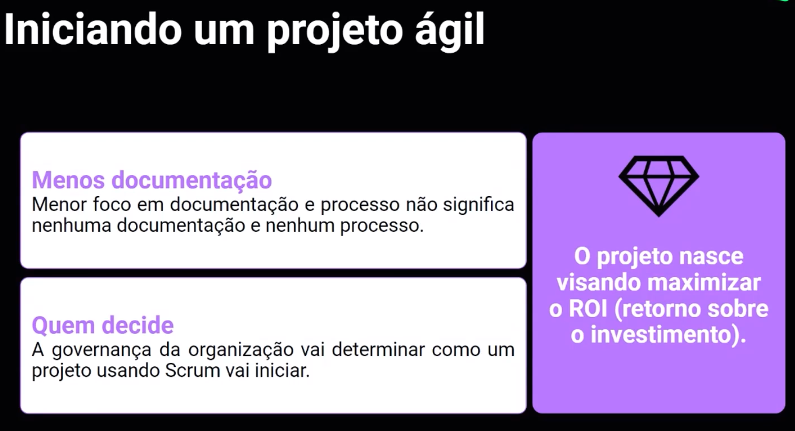 Iniciando um projeto ágil
Menos documentação
Menor foco em documentação e processo não significa
nenhuma documentação e nenhum processo.
Quem decide
A governança da organização vai determinar como um
projeto usando Scrum vai iniciar.
O projeto nasce
visando maximizar
o ROI (retorno sobre
o investimento).